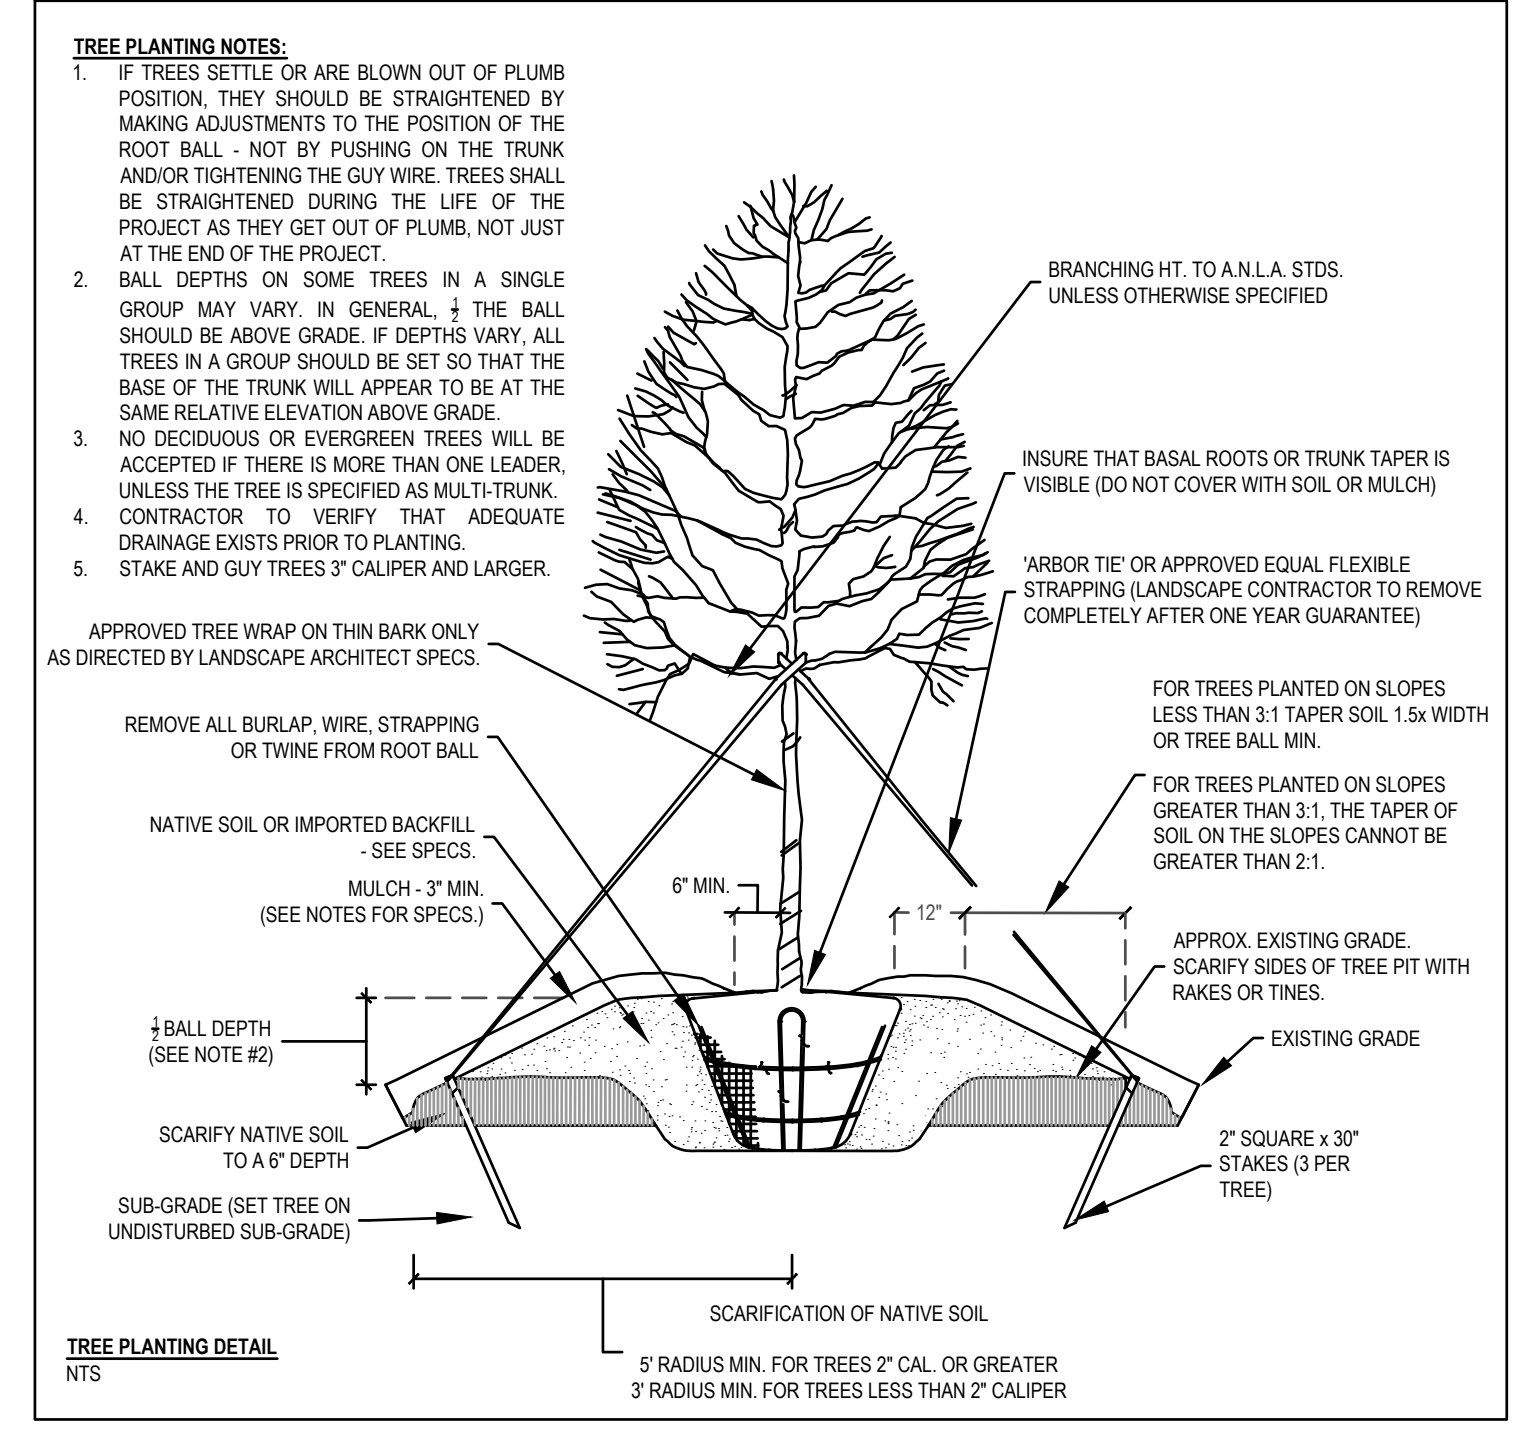 TREE PLANTING NOTES:
1. IF TREES SETTLE OR ARE BLOWN OUT OF PLUMB
POSITION, THEY SHOULD BE STRAIGHTENED BY
MAKING ADJUSTMENTS TO THE POSITION OF THE
ROOT BALL - NOT BY PUSHING ON THE TRUNK
AND/OR TIGHTENING THE GUY WIRE. TREES SHALL
BE STRAIGHTENED DURING THE LIFE OF THE
PROJECT AS THEY GET OUT OF PLUMB, NOT JUST
AT THE END OF THE PROJECT.
2. BALL DEPTHS ON SOME TREES IN A SINGLE
GROUP MAY VARY. IN GENERAL, 1/2 THE BALL
SHOULD BE ABOVE GRADE. IF DEPTHS VARY, ALL
TREES IN A GROUP SHOULD BE SET SO THAT THE
BASE OF THE TRUNK WILL APPEAR TO BE AT THE
SAME RELATIVE ELEVATION ABOVE GRADE.
3. NO DECIDUOUS OR EVERGREEN TREES WILL BE
ACCEPTED IF THERE IS MORE THAN ONE LEADER,
UNLESS THE TREE IS SPECIFIED AS MULTI-TRUNK.
4. CONTRACTOR TO VERIFY THAT ADEQUATE
DRAINAGE EXISTS PRIOR TO PLANTING.
5. STAKE AND GUY TREES 3" CALIPER AND LARGER.
APPROVED TREE WRAP ON THIN BARK ONLY
AS DIRECTED BY LANDSCAPE ARCHITECT SPECS.
REMOVE ALL BURLAP, WIRE, STRAPPING
OR TWINE FROM ROOT BALL
NATIVE SOIL OR IMPORTED BACKFILL
- SEE SPECS.
MULCH - 3" MIN.
(SEE NOTES FOR SPECS.)
1/2 BALL DEPTH
(SEE NOTE #2)
SCARIFY NATIVE SOIL
TO A 6" DEPTH
SUB-GRADE (SET TREE ON
UNDISTURBED SUB-GRADE)
6" MIN.
12"
BRANCHING HT. TO A.N.L.A. STDS.
UNLESS OTHERWISE SPECIFIED
INSURE THAT BASAL ROOTS OR TRUNK TAPER IS
VISIBLE (DO NOT COVER WITH SOIL OR MULCH)
'ARBOR TIE' OR APPROVED EQUAL FLEXIBLE
STRAPPING (LANDSCAPE CONTRACTOR TO REMOVE
COMPLETELY AFTER ONE YEAR GUARANTEE)
FOR TREES PLANTED ON SLOPES
LESS THAN 3:1 TAPER SOIL 1.5x WIDTH
OR TREE BALL MIN.
FOR TREES PLANTED ON SLOPES
GREATER THAN 3:1, THE TAPER OF
SOIL ON THE SLOPES CANNOT BE
GREATER THAN 2:1.
APPROX. EXISTING GRADE.
SCARIFY SIDES OF TREE PIT WITH
RAKES OR TINES.
EXISTING GRADE
2" SQUARE x 30"
STAKES (3 PER
TREE)
SCARIFICATION OF NATIVE SOIL
5' RADIUS MIN. FOR TREES 2" CAL. OR GREATER
3' RADIUS MIN. FOR TREES LESS THAN 2" CALIPER
TREE PLANTING DETAIL
NTS